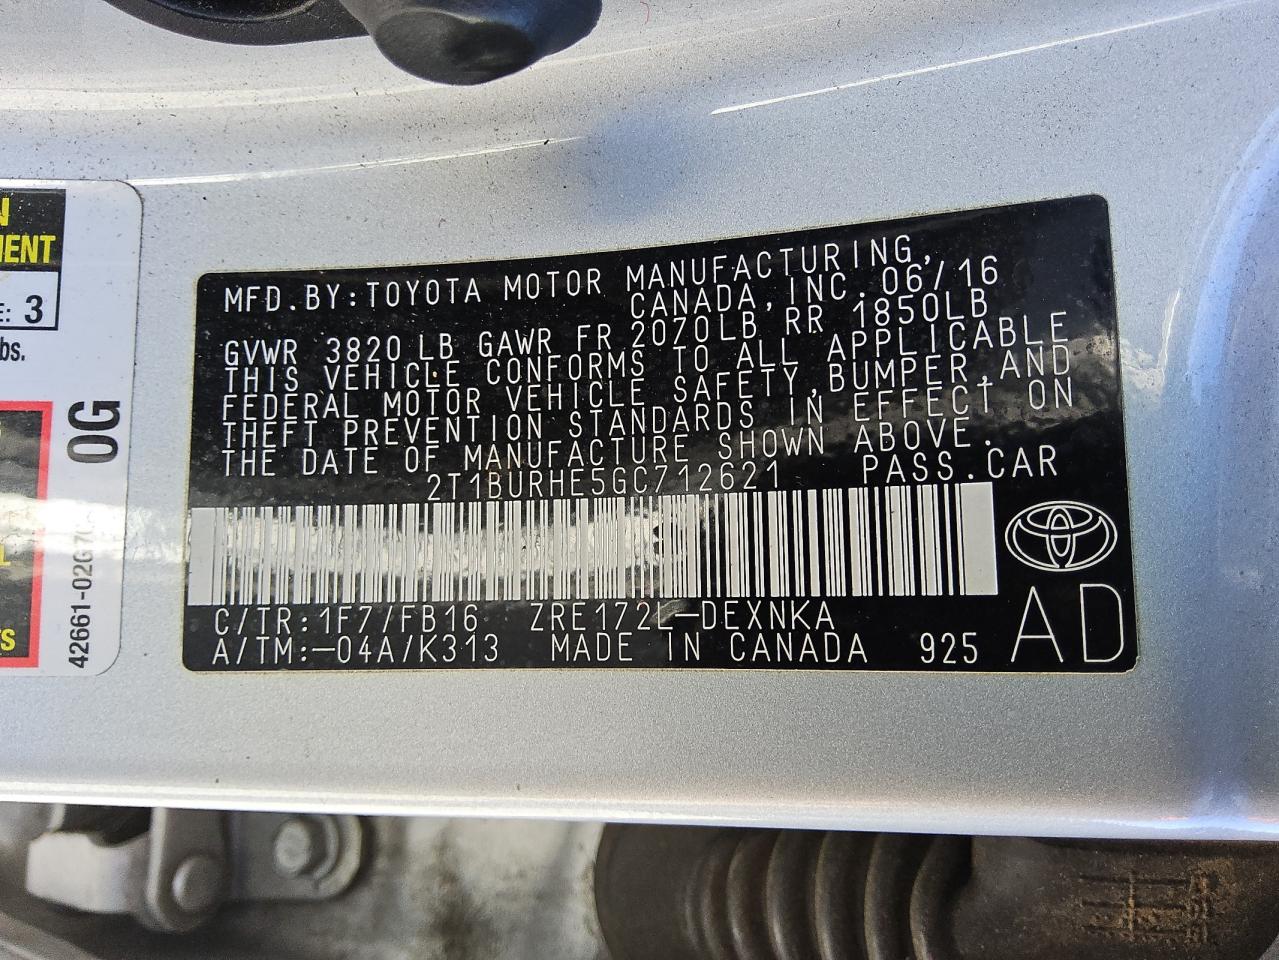 N
MENT
E: 3
bs.
0G
42661-02G7
L
ts
MFD.BY:TOYOTA MOTOR MANUFACTURING,
CANADA,INC.06/16
GVWR 3820 LB GAWR FR 2070LB RR 1850LB
THIS VEHICLE CONFORMS TO ALL APPLICABLE
FEDERAL MOTOR VEHICLE SAFETY,BUMPER,AND
THEFT PREVENTION STANDARDS IN EFFECT ON
THE DATE OF MANUFACTURE SHOWN ABOVE.
2T1BURHE5GC712621 PASS.CAR
C/TR:1F7/FB16 ZRE172L-DEXNKA
A/TM:-04A/K313 MADE IN CANADA 925 AD